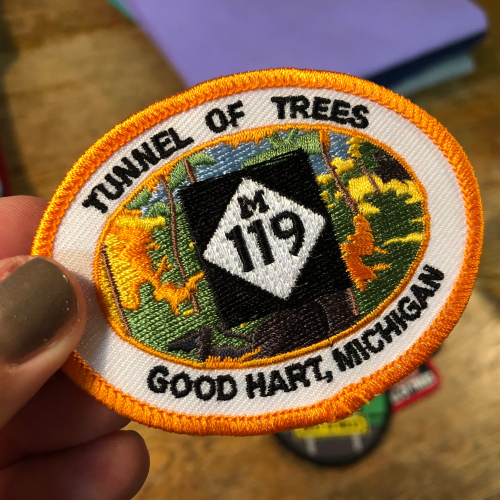 TUNNEL OF TREES
M
119
GOOD HART, MICHIGAN